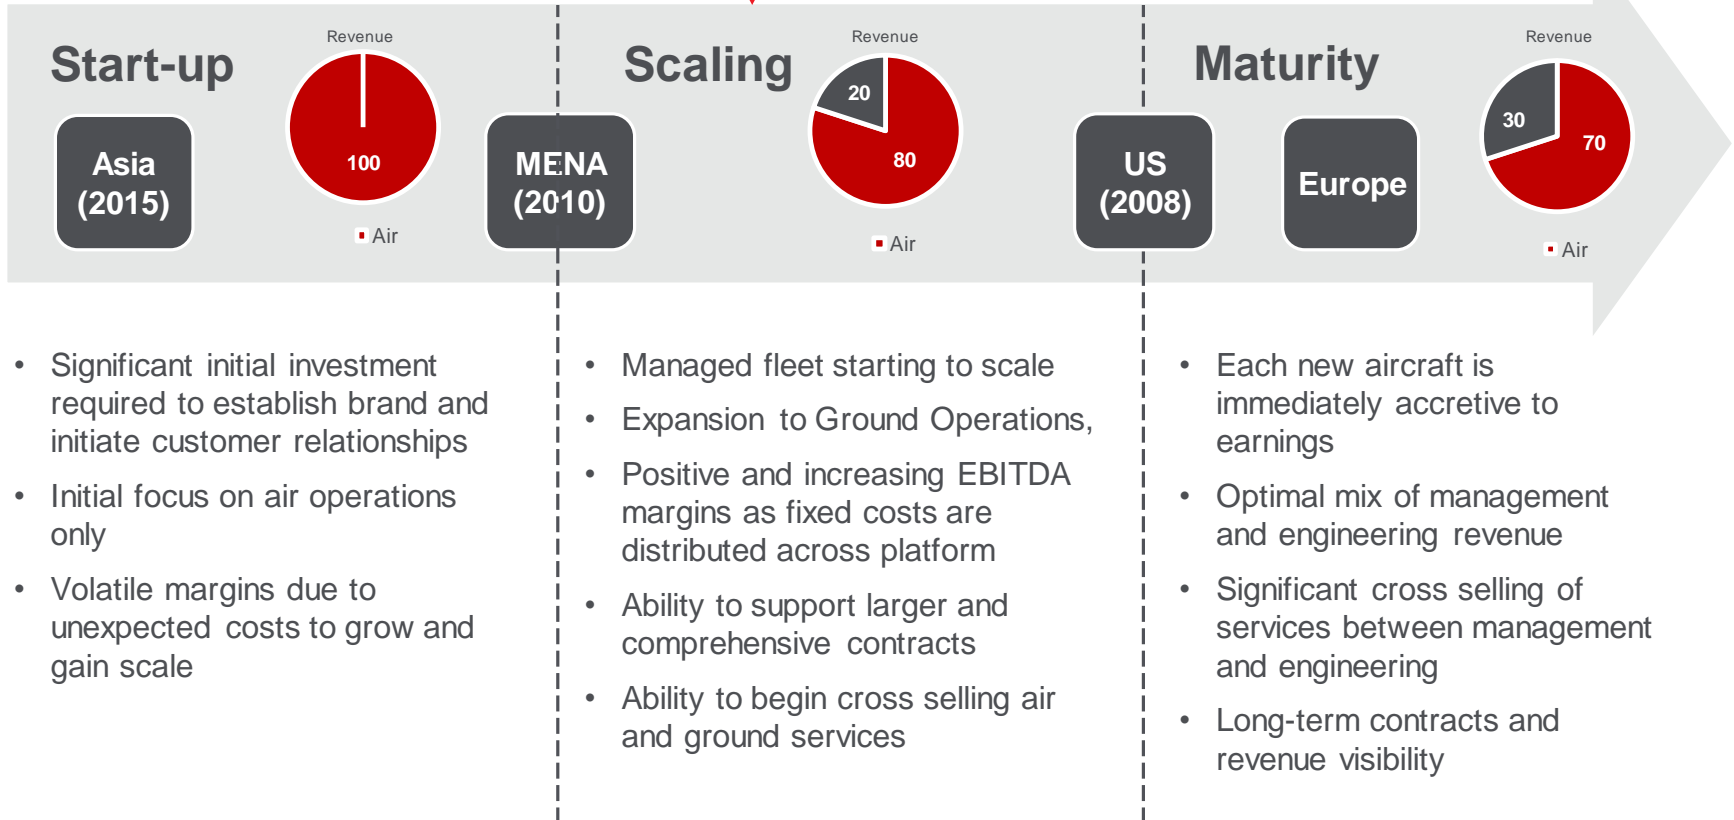 Start-up
Revenue
100
Air
Asia
(2015)
MENA
(2010)
Scaling
Revenue
20
80
Air
US
(2008)
Maturity
Europe
Revenue
30
70
Air
• Significant initial investment
required to establish brand and
initiate customer relationships
• Initial focus on air operations
only
• Volatile margins due to
unexpected costs to grow and
gain scale
• Managed fleet starting to scale
• Expansion to Ground Operations,
• Positive and increasing EBITDA
margins as fixed costs are
distributed across platform
• Ability to support larger and
comprehensive contracts
• Ability to begin cross selling air
and ground services
• Each new aircraft is
immediately accretive to
earnings
• Optimal mix of management
and engineering revenue
• Significant cross selling of
services between management
and engineering
• Long-term contracts and
revenue visibility